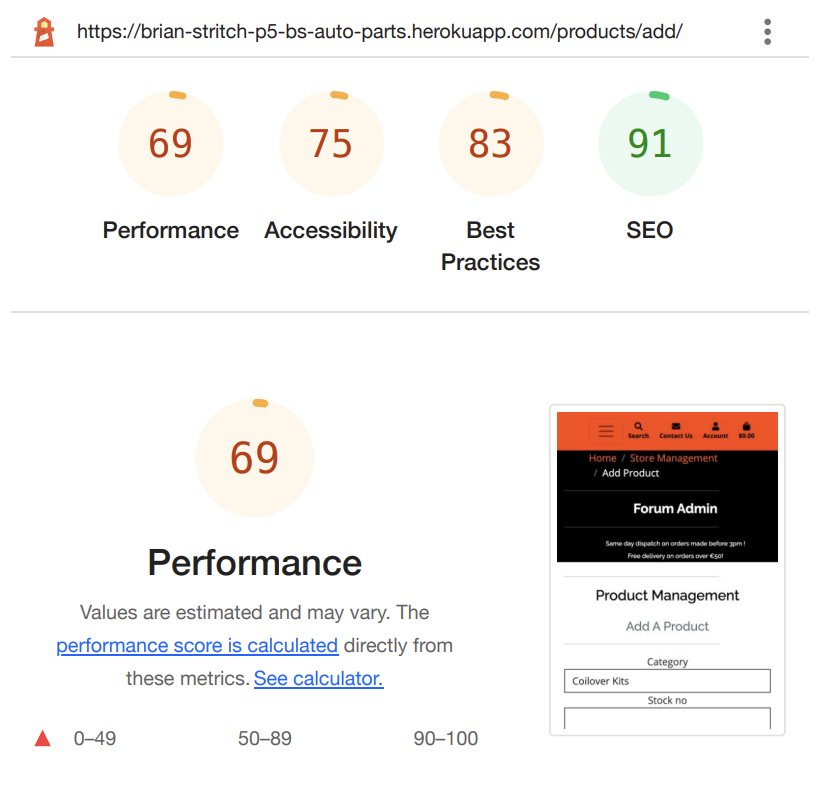 https://brian-stritch-p5-bs-auto-parts.herokuapp.com/products/add/
69
75
83
91
Performance
Accessibility
Best
Practices
SEO
69
Performance
Values are estimated and may vary. The
performance score is calculated directly from
these metrics. See calculator.
0–49
50–89
90–100
Search
Contact Us
Account
$0.00
Home / Store Management
/ Add Product
Forum Admin
Same day dispatch on orders made before 3pm !
Free delivery on orders over €50!
Product Management
Add A Product
Category
Coilover Kits
Stock no